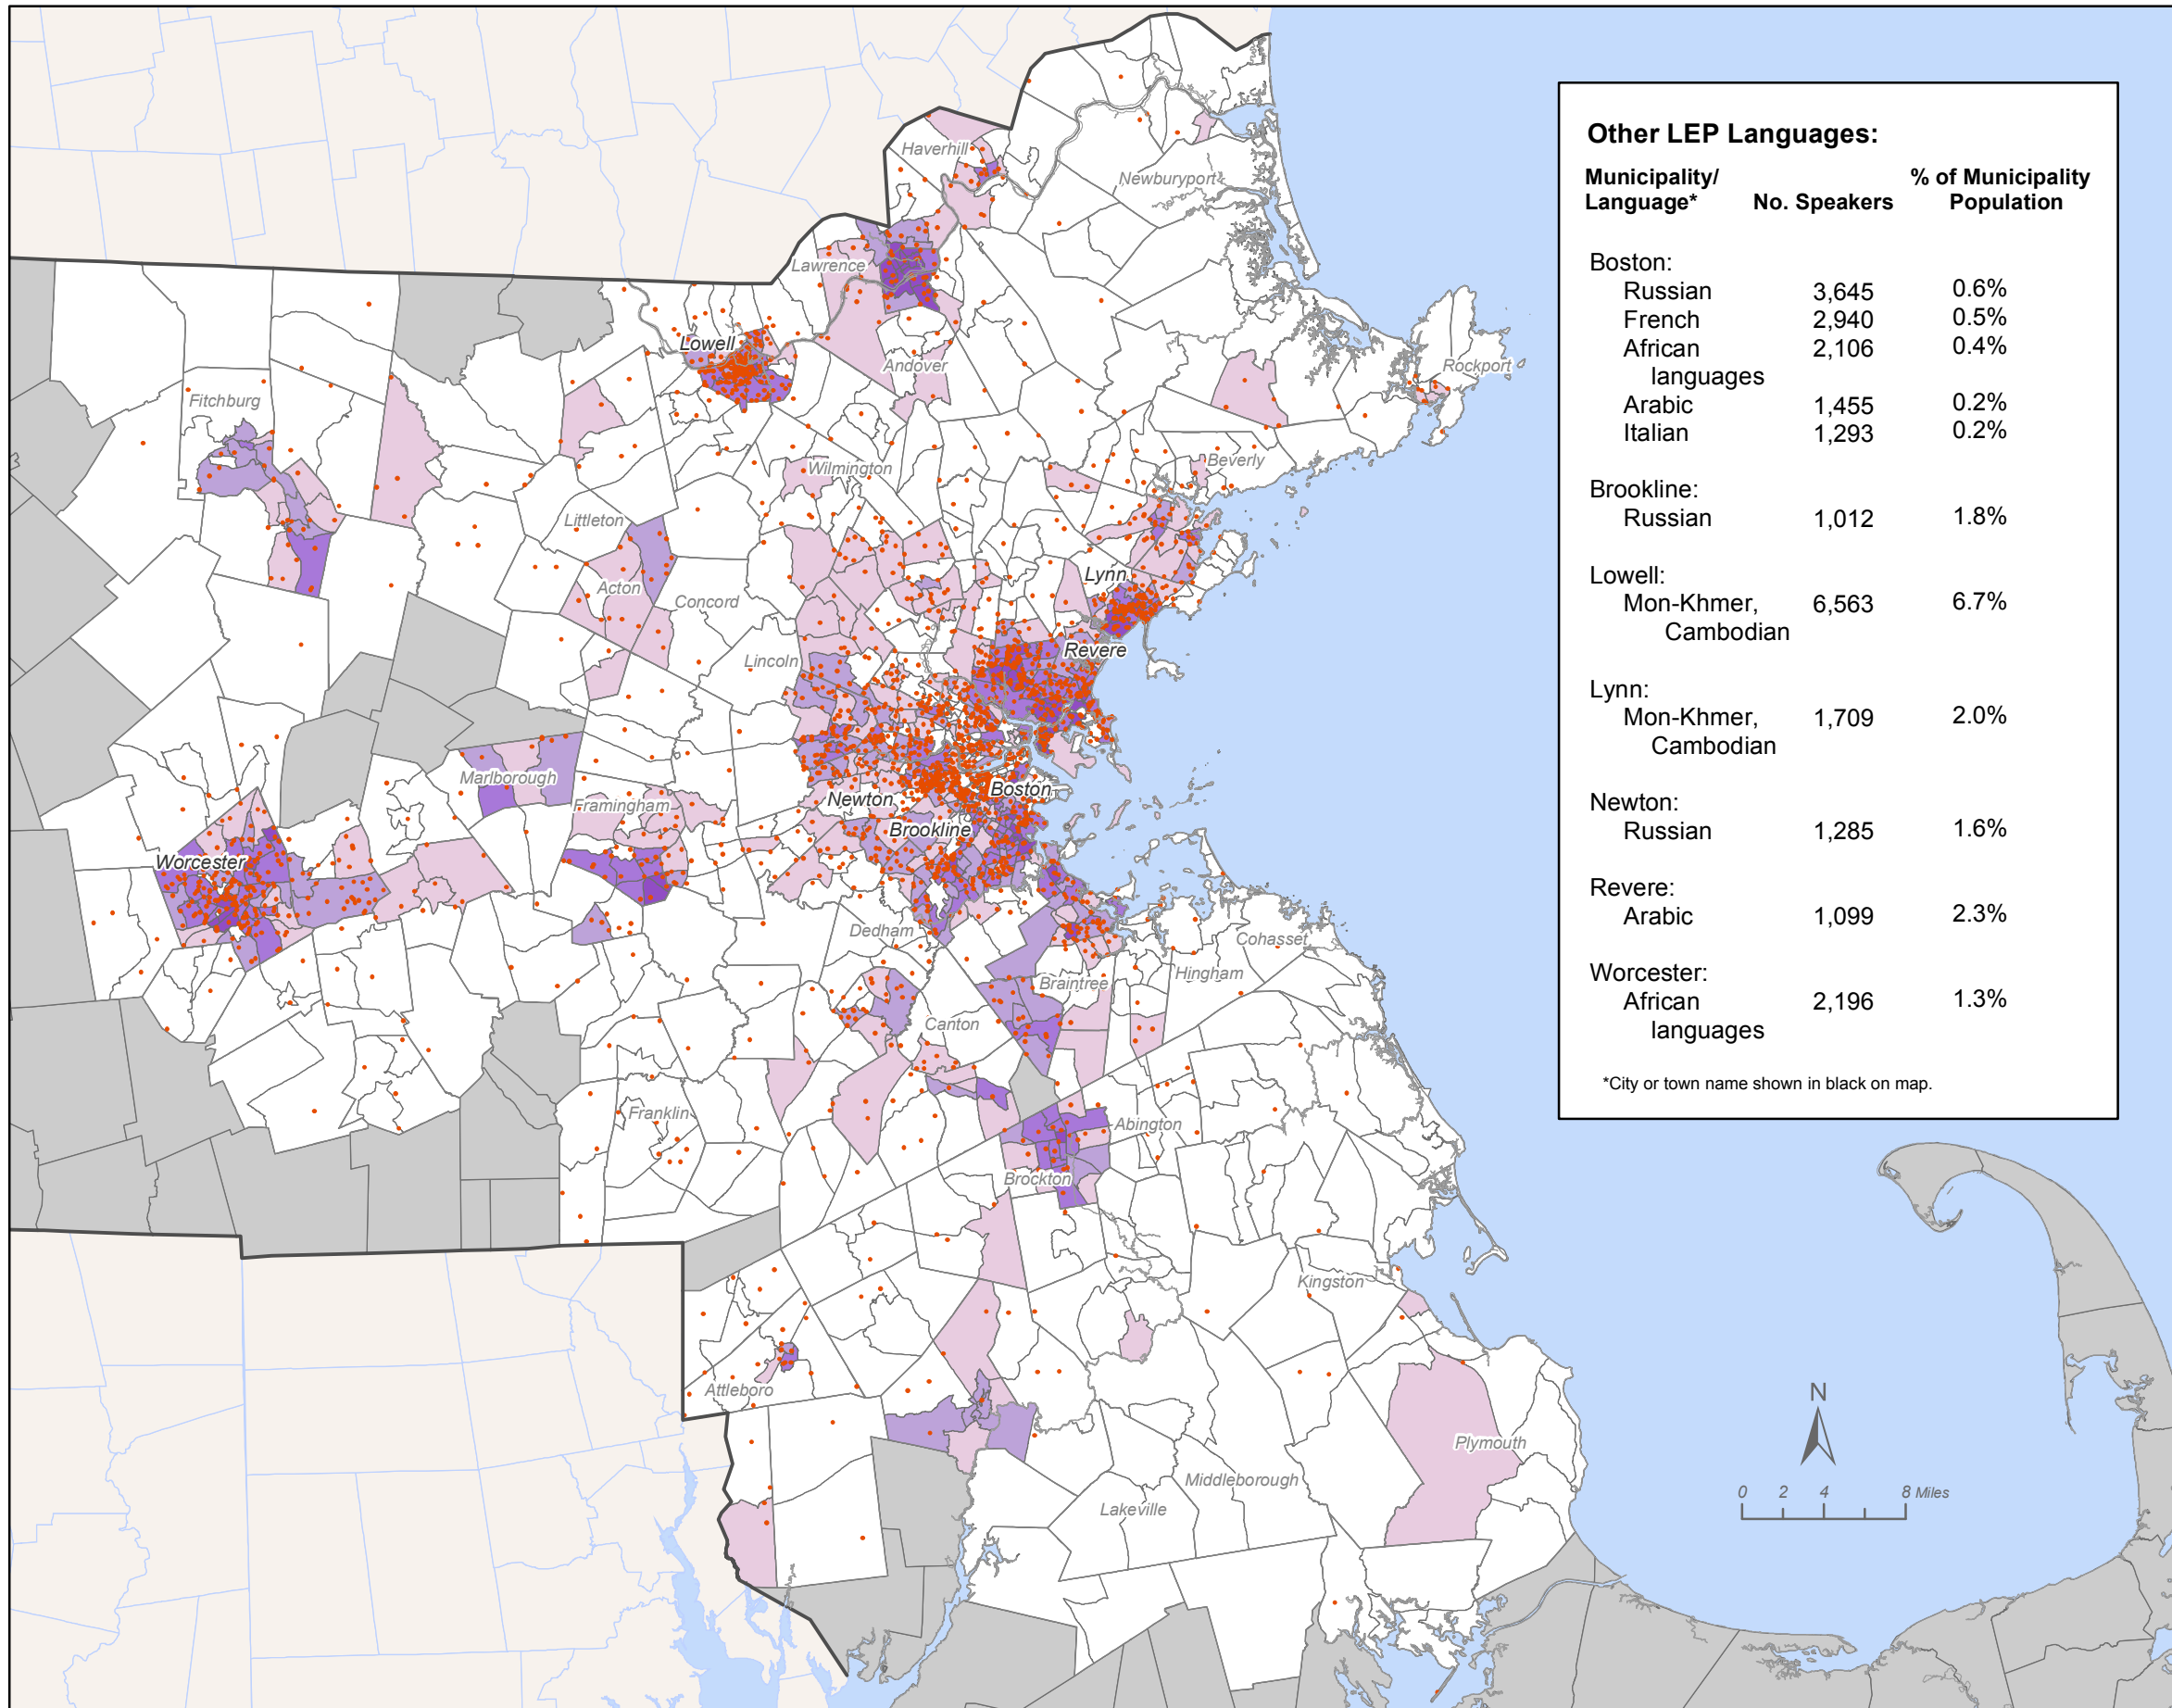 Other LEP Languages:
Municipality/ Language* No. Speakers % of Municipality Population
Boston:
Russian 3,645 0.6%
French 2,940 0.5%
African languages 2,106 0.4%
Arabic 1,455 0.2%
Italian 1,293 0.2%
Brookline:
Russian 1,012 1.8%
Lowell:
Mon-Khmer, Cambodian 6,563 6.7%
Lynn:
Mon-Khmer, Cambodian 1,709 2.0%
Newton:
Russian 1,285 1.6%
Revere:
Arabic 1,099 2.3%
Worcester:
African languages 2,196 1.3%
*City or town name shown in black on map.
Haverhill
Newburyport
Lawrence
Lowell
Andover
Rockport
Fitchburg
Wilmington
Beverly
Littleton
Acton
Concord
Lynn
Lincoln
Revere
Marlborough
Framingham
Newton
Boston
Brookline
Worcester
Dedham
Cohasset
Hingham
Braintree
Canton
Franklin
Abington
Brockton
Kingston
Attleboro
Plymouth
Middleborough
Lakeville
N
0 2 4 8 Miles